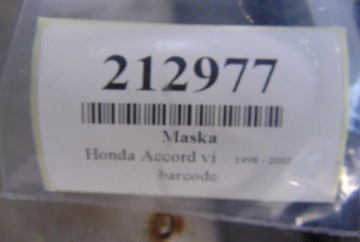 212977
Maska
Honda Accord vi 1998 - 2002
barcode